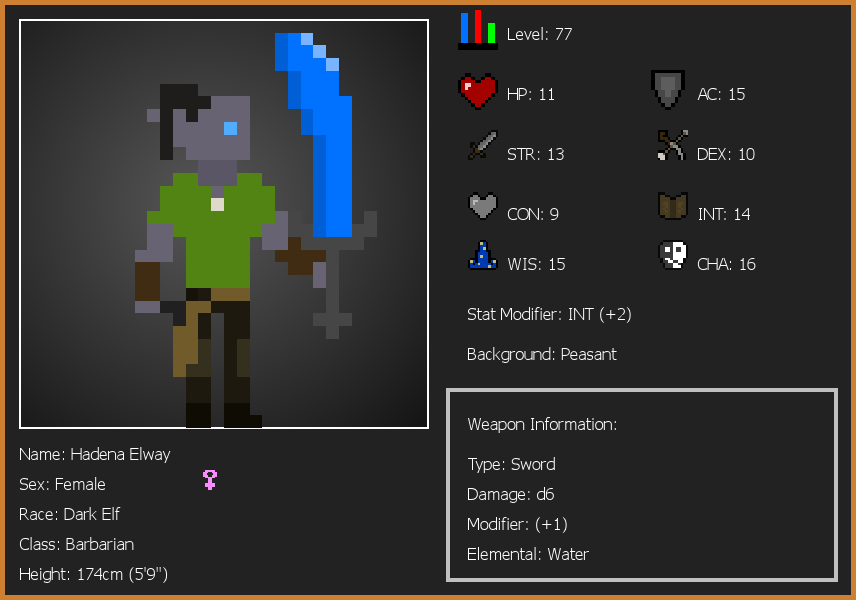 Level: 77
HP: 11
AC: 15
STR: 13
DEX: 10
CON: 9
INT: 14
WIS: 15
CHA: 16
Stat Modifier: INT (+2)
Background: Peasant
Weapon Information:
Type: Sword
Damage: d6
Modifier: (+1)
Elemental: Water
Name: Hadena Elway
Sex: Female
Race: Dark Elf
Class: Barbarian
Height: 174cm (5'9")